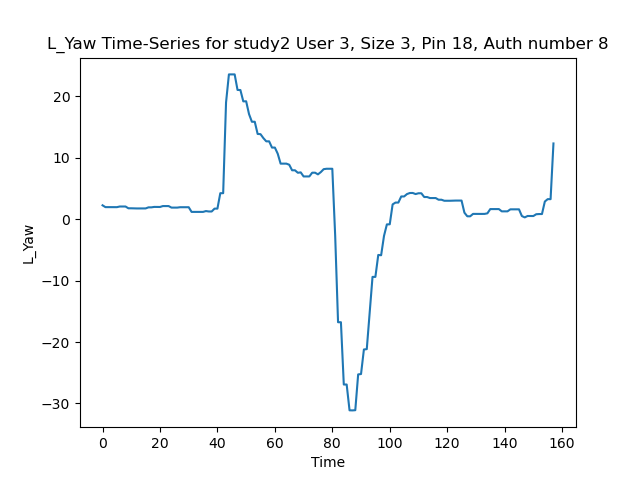 L_Yaw Time-Series for study2 User 3, Size 3, Pin 18, Auth number 8
20
10
0
−10
−20
−30
L_Yaw
0 20 40 60 80 100 120 140 160
Time